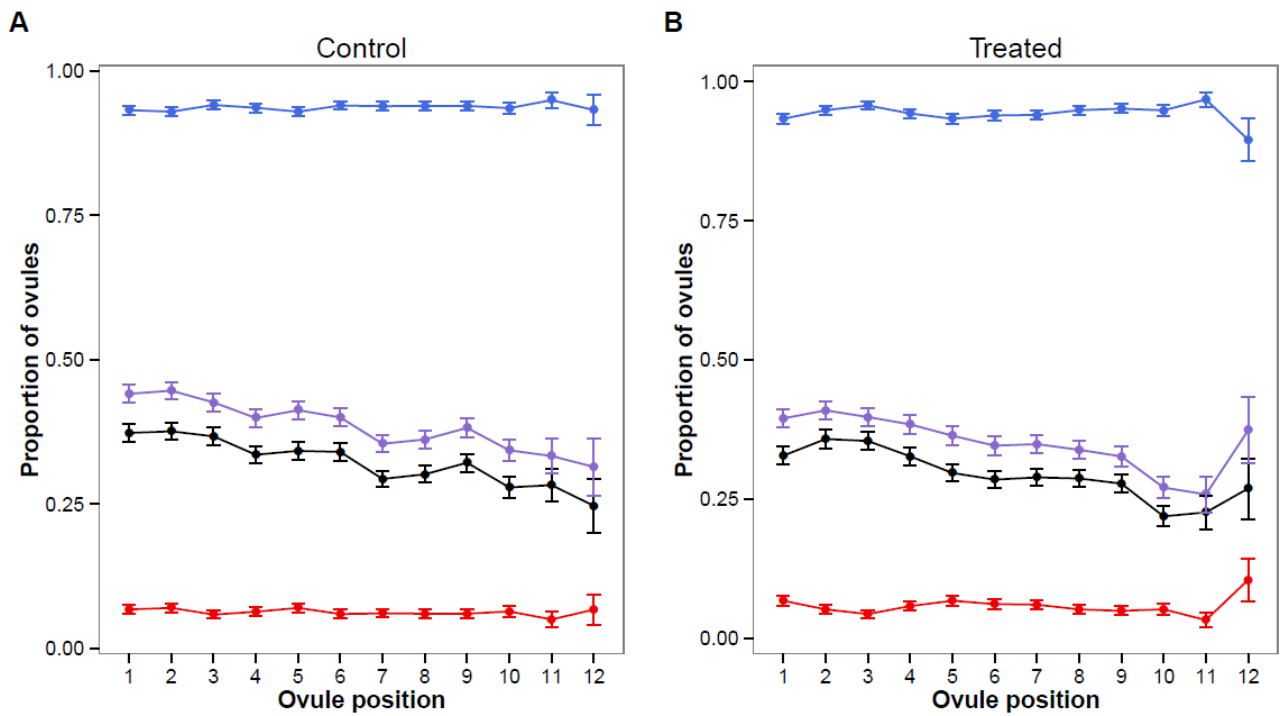 A
Control
1.00
0.75
0.50
0.25
0.00
Proportion of ovules
1 2 3 4 5 6 7 8 9 10 11 12
Ovule position
B
Treated
1.00
0.75
0.50
0.25
0.00
Proportion of ovules
1 2 3 4 5 6 7 8 9 10 11 12
Ovule position